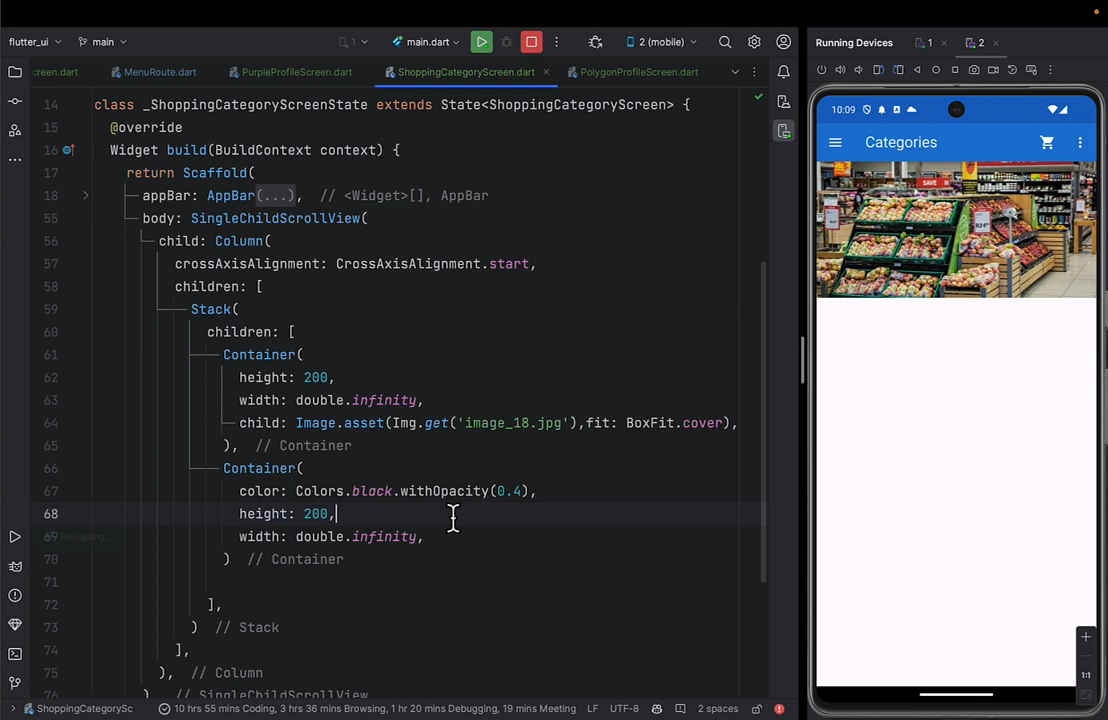 flutter_ui
main
1
main.dart
2 (mobile)
Running Devices
1
2
creen.dart
MenuRoute.dart
PurpleProfileScreen.dart
ShoppingCategoryScreen.dart
PolygonProfileScreen.dart
14 class _ShoppingCategoryScreenState extends State<ShoppingCategoryScreen> {
15 @override
16 Widget build(BuildContext context) {
17 return Scaffold(
18 appBar: AppBar(...), // <Widget>[], AppBar
55 body: SingleChildScrollView(
56 child: Column(
57 crossAxisAlignment: CrossAxisAlignment.start,
58 children: [
59 Stack(
60 children: [
61 Container(
62 height: 200,
63 width: double.infinity,
64 child: Image.asset(Img.get('image_18.jpg'),fit: BoxFit.cover),
65 ), // Container
66 Container(
67 color: Colors.black.withOpacity(0.4),
68 height: 200,
69 width: double.infinity,
Reloading...
70 ) // Container
71
72 ],
73 ) // Stack
74 ],
75 ), // Column
76 ) // SingleChildScrollView
10:09
Categories
SAVE
1:1
ShoppingCategorySc
10 hrs 55 mins Coding, 3 hrs 36 mins Browsing, 1 hr 20 mins Debugging, 19 mins Meeting
LF
UTF-8
2 spaces